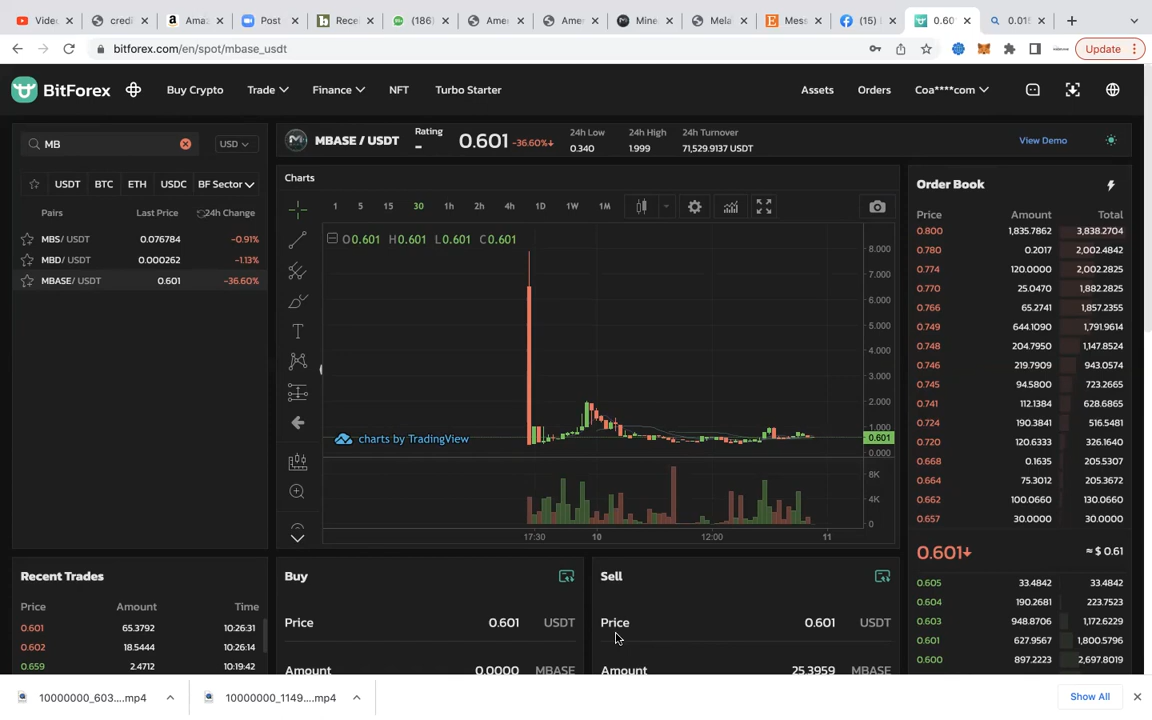 Video credi Amaz Post Rece (186) Amer Amer Mine Mela Mess (15) 0.60 0.015
bitforex.com/en/spot/mbase_usdt Update
BitForex Buy Crypto Trade Finance NFT Turbo Starter Assets Orders Coa****com
MB USD
USDT BTC ETH USDC BF Sector
Pairs Last Price 24h Change
MBS/ USDT 0.076784 -0.91%
MBD/ USDT 0.000262 -1.13%
MBASE/ USDT 0.601 -36.60%
MBASE / USDT Rating - 0.601 -36.60%↓ 24h Low 0.340 24h High 1.999 24h Turnover 71,529.9137 USDT View Demo
Charts
1 5 15 30 1h 2h 4h 1D 1W 1M
O0.601 H0.601 L0.601 C0.601
8.000
7.000
6.000
5.000
4.000
3.000
2.000
1.000
0.601
0.000
8K
4K
0
charts by TradingView
17:30 10 12:00 11
Order Book
Price Amount Total
0.800 1,835.7862 3,838.2704
0.780 0.2017 2,002.4842
0.774 120.0000 2,002.2825
0.770 25.0470 1,882.2825
0.766 65.2741 1,857.2355
0.749 644.1090 1,791.9614
0.748 204.7950 1,147.8524
0.746 219.7909 943.0574
0.745 94.5800 723.2665
0.741 112.1384 628.6865
0.724 190.3841 516.5481
0.720 120.6333 326.1640
0.668 0.1635 205.5307
0.664 75.3012 205.3672
0.662 100.0660 130.0660
0.657 30.0000 30.0000
0.601↓ ≈ $ 0.61
0.605 33.4842 33.4842
0.604 190.2681 223.7523
0.603 948.8706 1,172.6229
0.601 627.9567 1,800.5796
0.600 897.2223 2,697.8019
Recent Trades
Price Amount Time
0.601 65.3792 10:26:31
0.602 18.5444 10:26:14
0.659 2.4712 10:19:42
Buy
Price 0.601 USDT
Amount 0.0000 MBASE
Sell
Price 0.601 USDT
Amount 25.3959 MBASE
10000000_603....mp4 10000000_1149....mp4 Show All